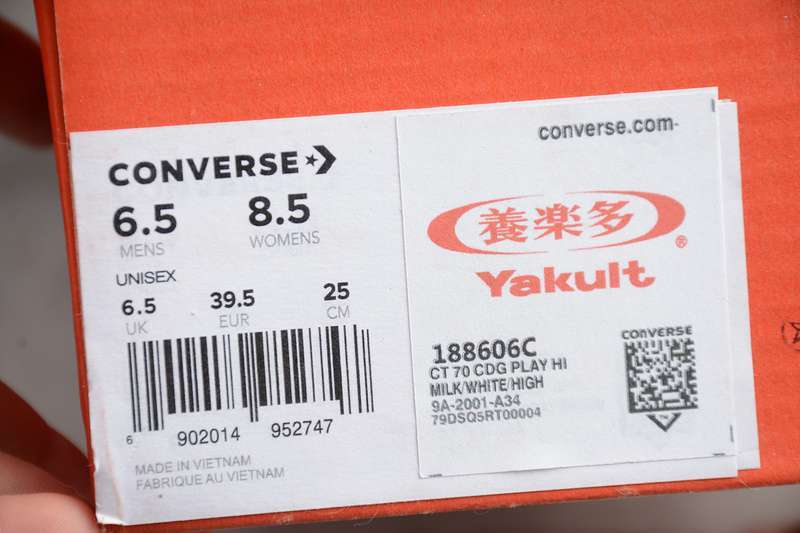 CONVERSE
6.5 8.5
MENS WOMENS
UNISEX
6.5 39.5 25
UK EUR CM
6 902014 952747
MADE IN VIETNAM
FABRIQUE AU VIETNAM
converse.com
養楽多
®
Yakult
188606C
CT 70 CDG PLAY HI
MILK/WHITE/HIGH
9A-2001-A34
79DSQ5RT00004
CONVERSE
TM